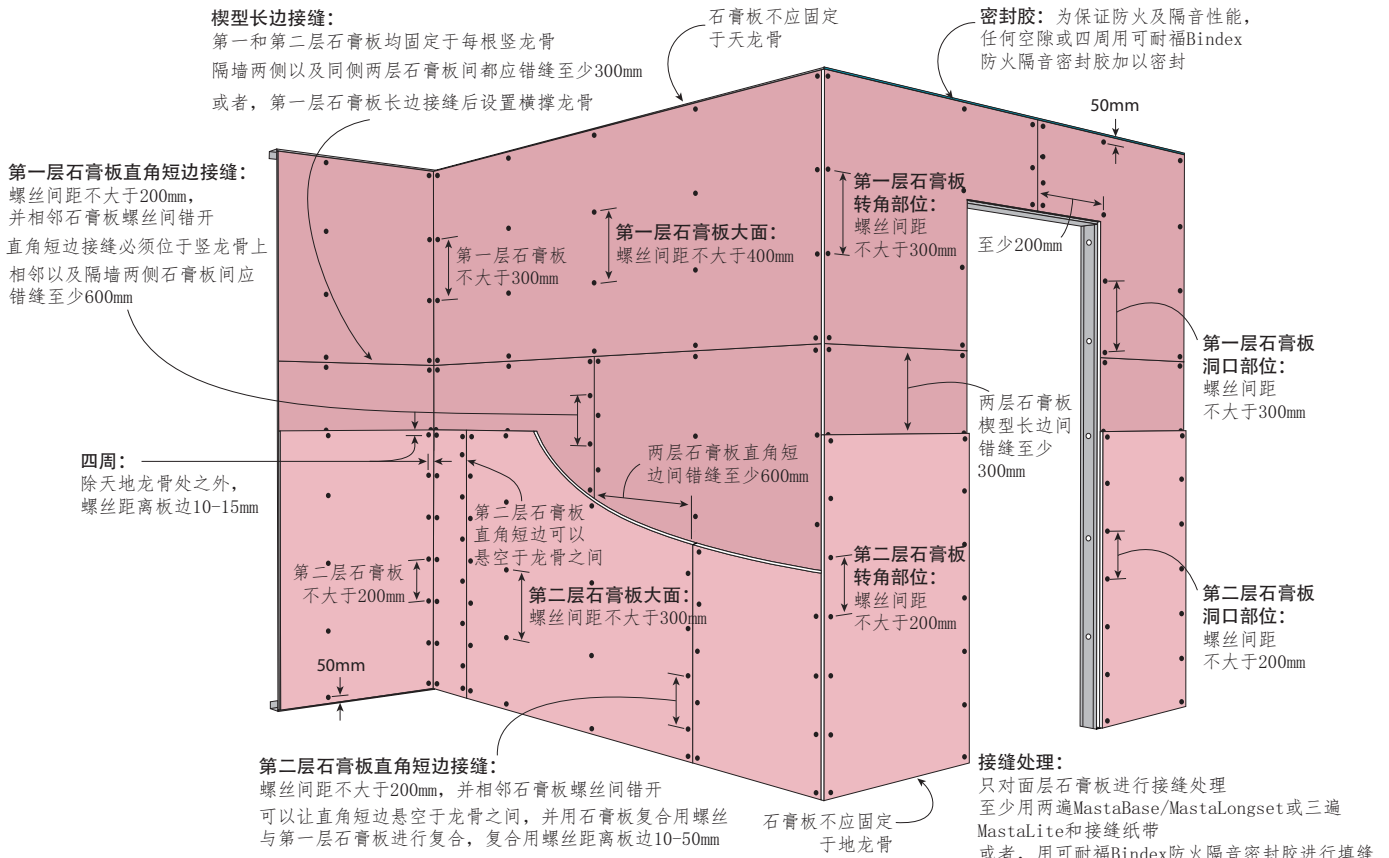 楔型长边接缝：
第一和第二层石膏板均固定于每根竖龙骨
隔墙两侧以及同侧两层石膏板间都应错缝至少300mm
或者，第一层石膏板长边接缝后设置横撑龙骨
石膏板不应固定
于天龙骨
密封胶：为保证防火及隔音性能，
任何空隙或四周用可耐福Bindex
防火隔音密封胶加以密封
50mm
第一层石膏板直角短边接缝：
螺丝间距不大于200mm，
并相邻石膏板螺丝间错开
直角短边接缝必须位于竖龙骨上
相邻以及隔墙两侧石膏板间应
错缝至少600mm
第一层石膏板
不大于300mm
第一层石膏板大面：
螺丝间距不大于400mm
第一层石膏板
转角部位：
螺丝间距
不大于300mm
至少200mm
第一层石膏板
洞口部位：
螺丝间距
不大于300mm
两层石膏板
楔型长边间
错缝至少
300mm
四周：
除天地龙骨处之外，
螺丝距离板边10-15mm
两层石膏板直角短
边间错缝至少600mm
第二层石膏板
直角短边可以
悬空于龙骨之间
第二层石膏板
不大于200mm
第二层石膏板大面：
螺丝间距不大于300mm
第二层石膏板
转角部位：
螺丝间距
不大于200mm
第二层石膏板
洞口部位：
螺丝间距
不大于200mm
50mm
第二层石膏板直角短边接缝：
螺丝间距不大于200mm，并相邻石膏板螺丝间错开
可以让直角短边悬空于龙骨之间，并用石膏板复合用螺丝
与第一层石膏板进行复合，复合用螺丝距离板边10-50mm
石膏板不应固定
于地龙骨
接缝处理：
只对面层石膏板进行接缝处理
至少用两遍MastaBase/MastaLongset或三遍
MastaLite和接缝纸带
或者，用可耐福Bindex防火隔音密封胶进行填缝